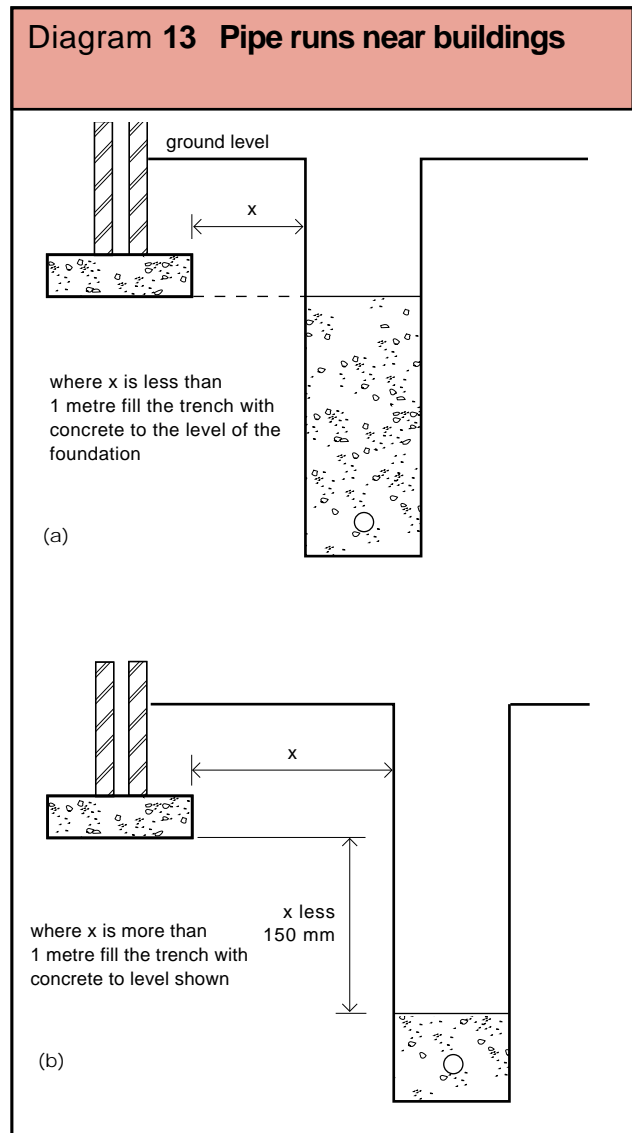 Diagram 13 Pipe runs near buildings
ground level
x
where x is less than
1 metre fill the trench with
concrete to the level of the
foundation
(a)
x
x less
150 mm
where x is more than
1 metre fill the trench with
concrete to level shown
(b)